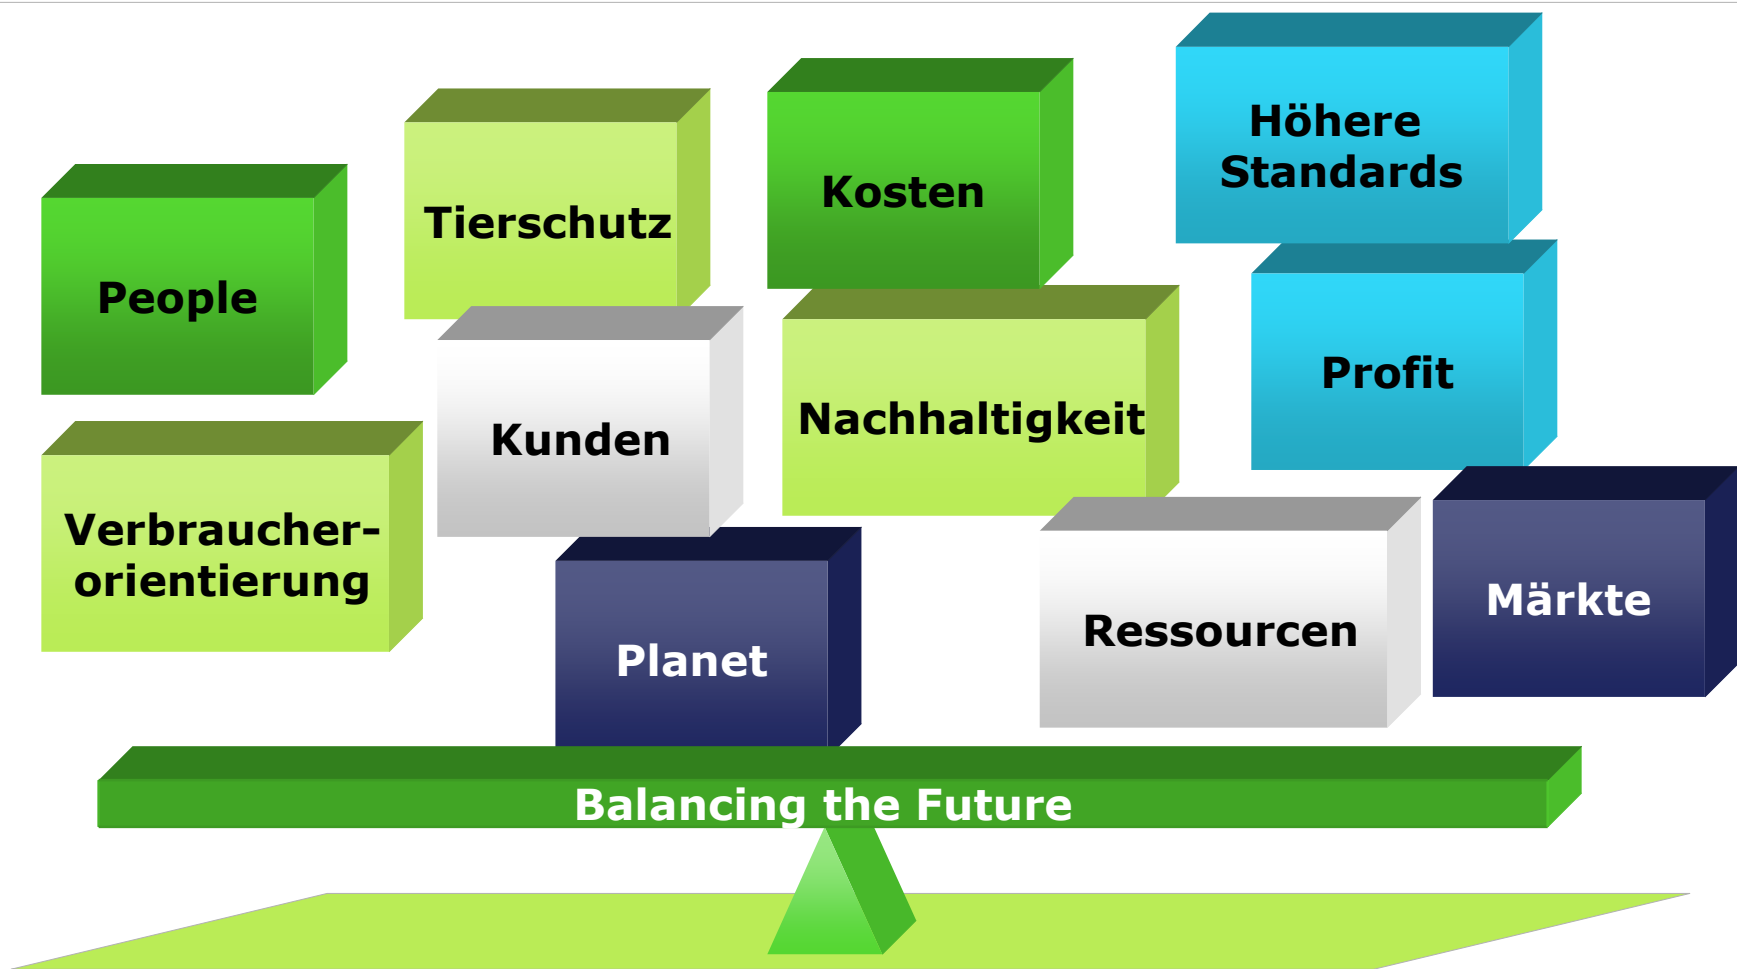 Höhere
Standards
Kosten
Tierschutz
People
Profit
Nachhaltigkeit
Kunden
Verbraucher-
orientierung
Märkte
Ressourcen
Planet
Balancing the Future